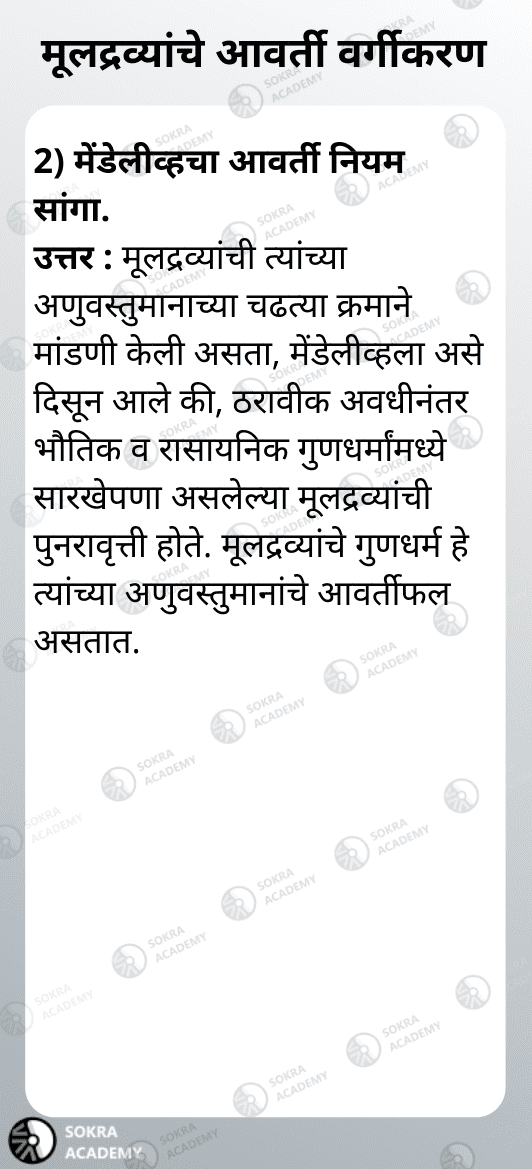 मूलद्रव्यांचे आवर्ती वर्गीकरण
2) मेंडेलीव्हचा आवर्ती नियम
सांगा.
उत्तर : मूलद्रव्यांची त्यांच्या
अणुवस्तुमानाच्या चढत्या क्रमाने
मांडणी केली असता, मेंडेलीव्हला असे
दिसून आले की, ठरावीक अवधीनंतर
भौतिक व रासायनिक गुणधर्मांमध्ये
सारखेपणा असलेल्या मूलद्रव्यांची
पुनरावृत्ती होते. मूलद्रव्यांचे गुणधर्म हे
त्यांच्या अणुवस्तुमानांचे आवर्तीफल
असतात.
SOKRA
ACADEMY